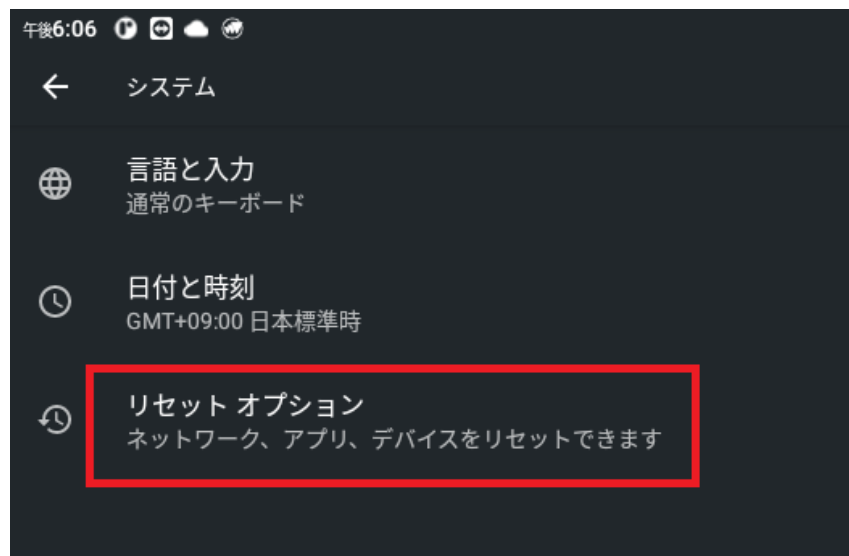 午後6:06
システム
言語と入力
通常のキーボード
日付と時刻
GMT+09:00 日本標準時
リセット オプション
ネットワーク、アプリ、デバイスをリセットできます